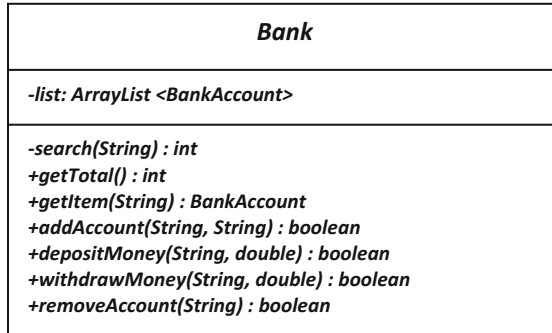 Bank
-list: ArrayList <BankAccount>
-search(String) : int
+getTotal() : int
+getItem(String) : BankAccount
+addAccount(String, String) : boolean
+depositMoney(String, double) : boolean
+withdrawMoney(String, double) : boolean
+removeAccount(String) : boolean